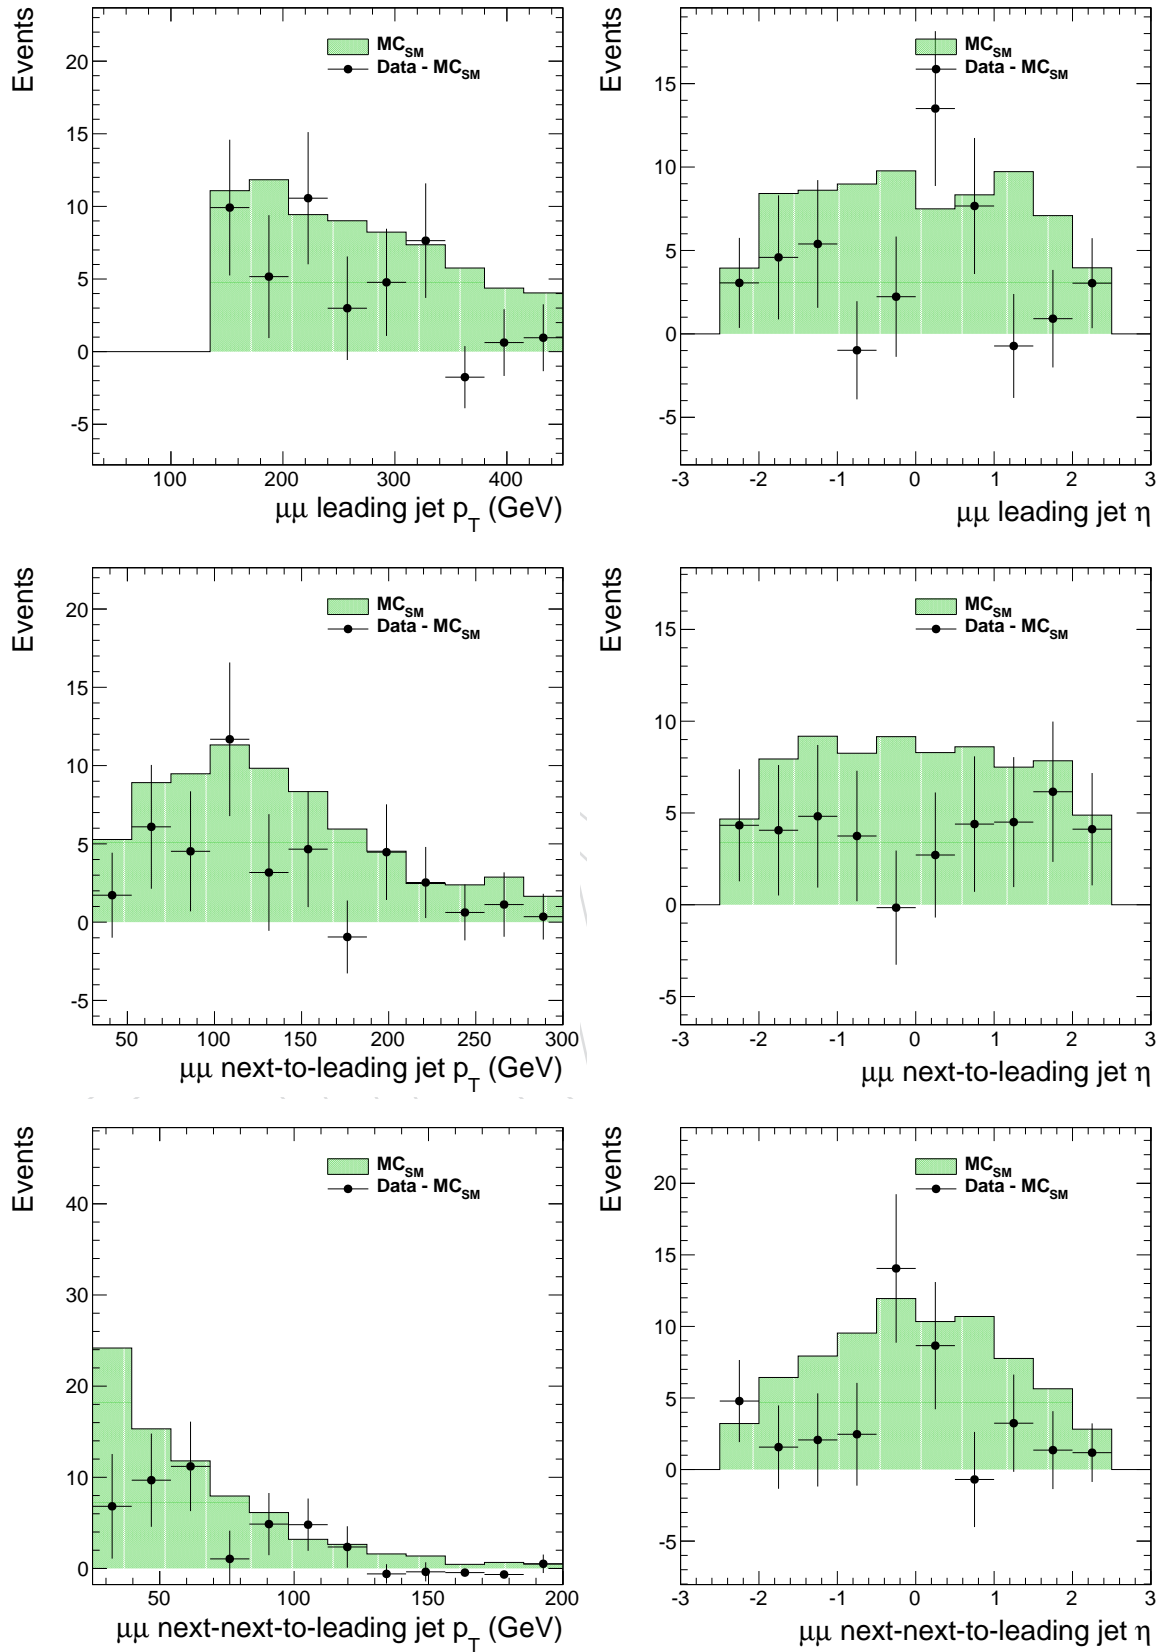 Events
MC_SM
Data - MC_SM
20
15
10
5
0
-5
100 200 300 400
μμ leading jet p_T (GeV)
Events
MC_SM
Data - MC_SM
15
10
5
0
-5
-3 -2 -1 0 1 2 3
μμ leading jet η
Events
MC_SM
Data - MC_SM
20
15
10
5
0
-5
50 100 150 200 250 300
μμ next-to-leading jet p_T (GeV)
Events
MC_SM
Data - MC_SM
15
10
5
0
-5
-3 -2 -1 0 1 2 3
μμ next-to-leading jet η
Events
MC_SM
Data - MC_SM
40
30
20
10
0
50 100 150 200
μμ next-next-to-leading jet p_T (GeV)
Events
MC_SM
Data - MC_SM
20
15
10
5
0
-5
-3 -2 -1 0 1 2 3
μμ next-next-to-leading jet η